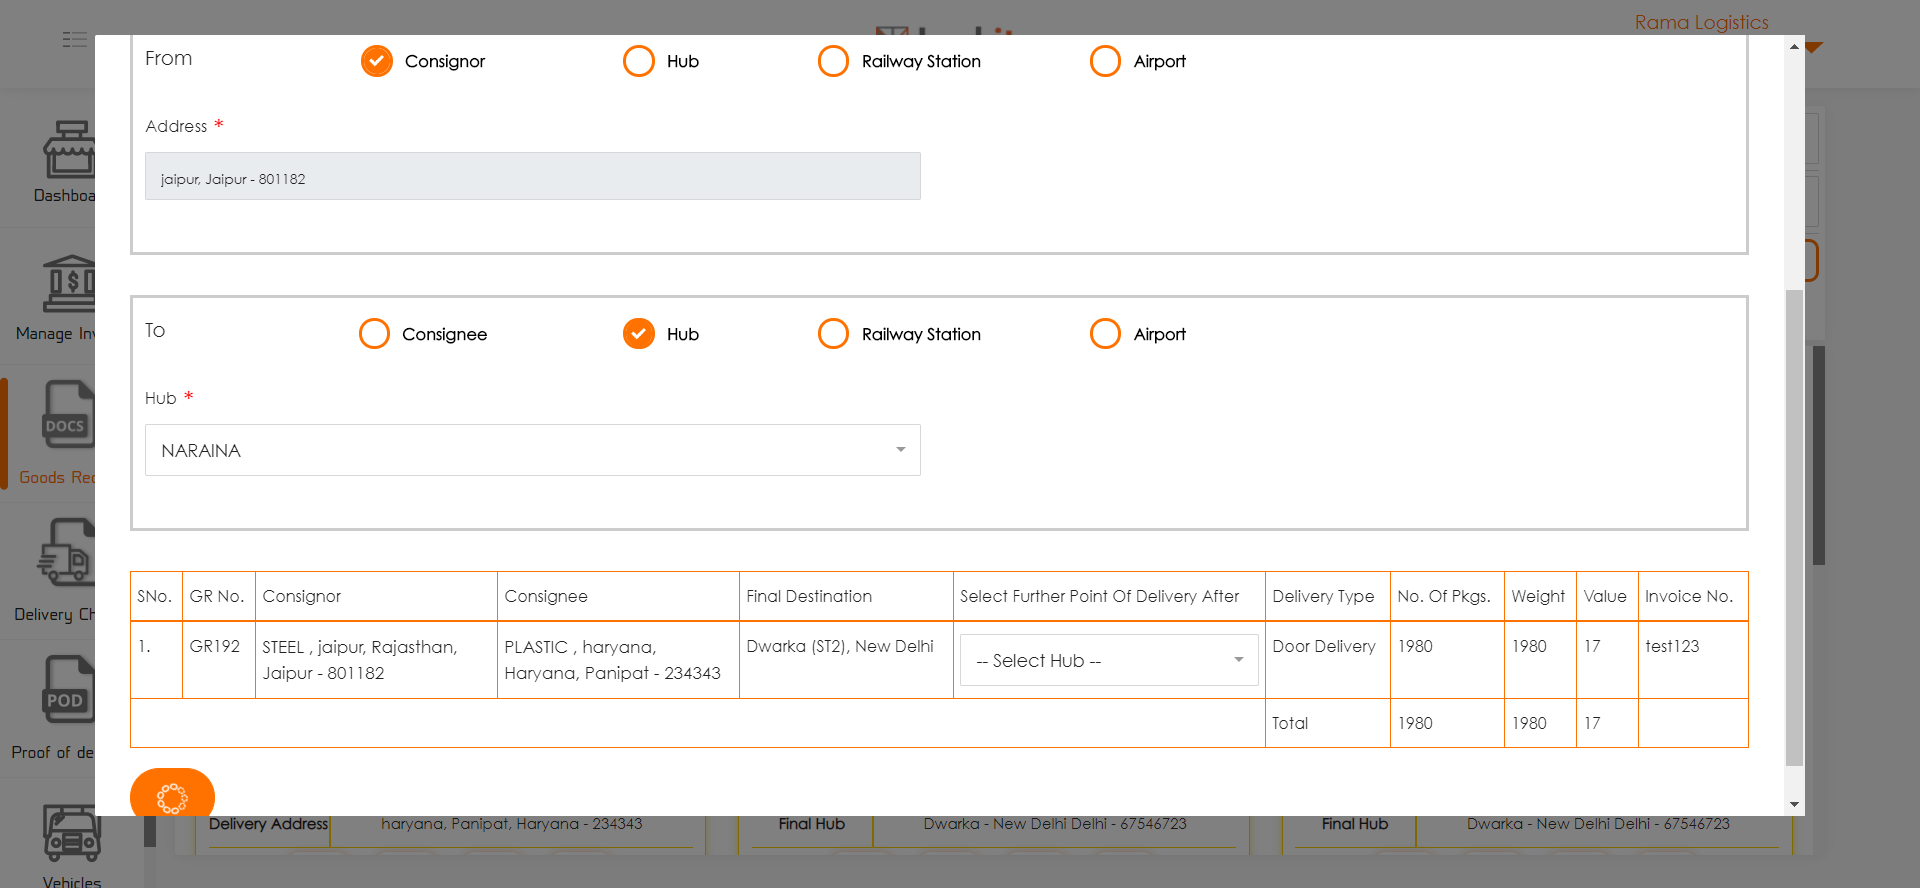 Rama Logistics
From
Consignor
Hub
Railway Station
Airport
Address *
jaipur, Jaipur - 801182
To
Consignee
Hub
Railway Station
Airport
Hub *
NARAINA
SNo. GR No. Consignor Consignee Final Destination Select Further Point Of Delivery After Delivery Type No. Of Pkgs. Weight Value Invoice No.
1. GR192 STEEL , jaipur, Rajasthan, PLASTIC , haryana, Dwarka (ST2), New Delhi -- Select Hub -- Door Delivery 1980 1980 17 test123
Jaipur - 801182 Haryana, Panipat - 234343
Total 1980 1980 17
Dashboa
Manage Inv
DOCS
Goods Rec
Delivery Ch
POD
Proof of de
Vehicles
Delivery Address haryana, Panipat, Haryana - 234343
Final Hub Dwarka - New Delhi Delhi - 67546723
Final Hub Dwarka - New Delhi Delhi - 67546723